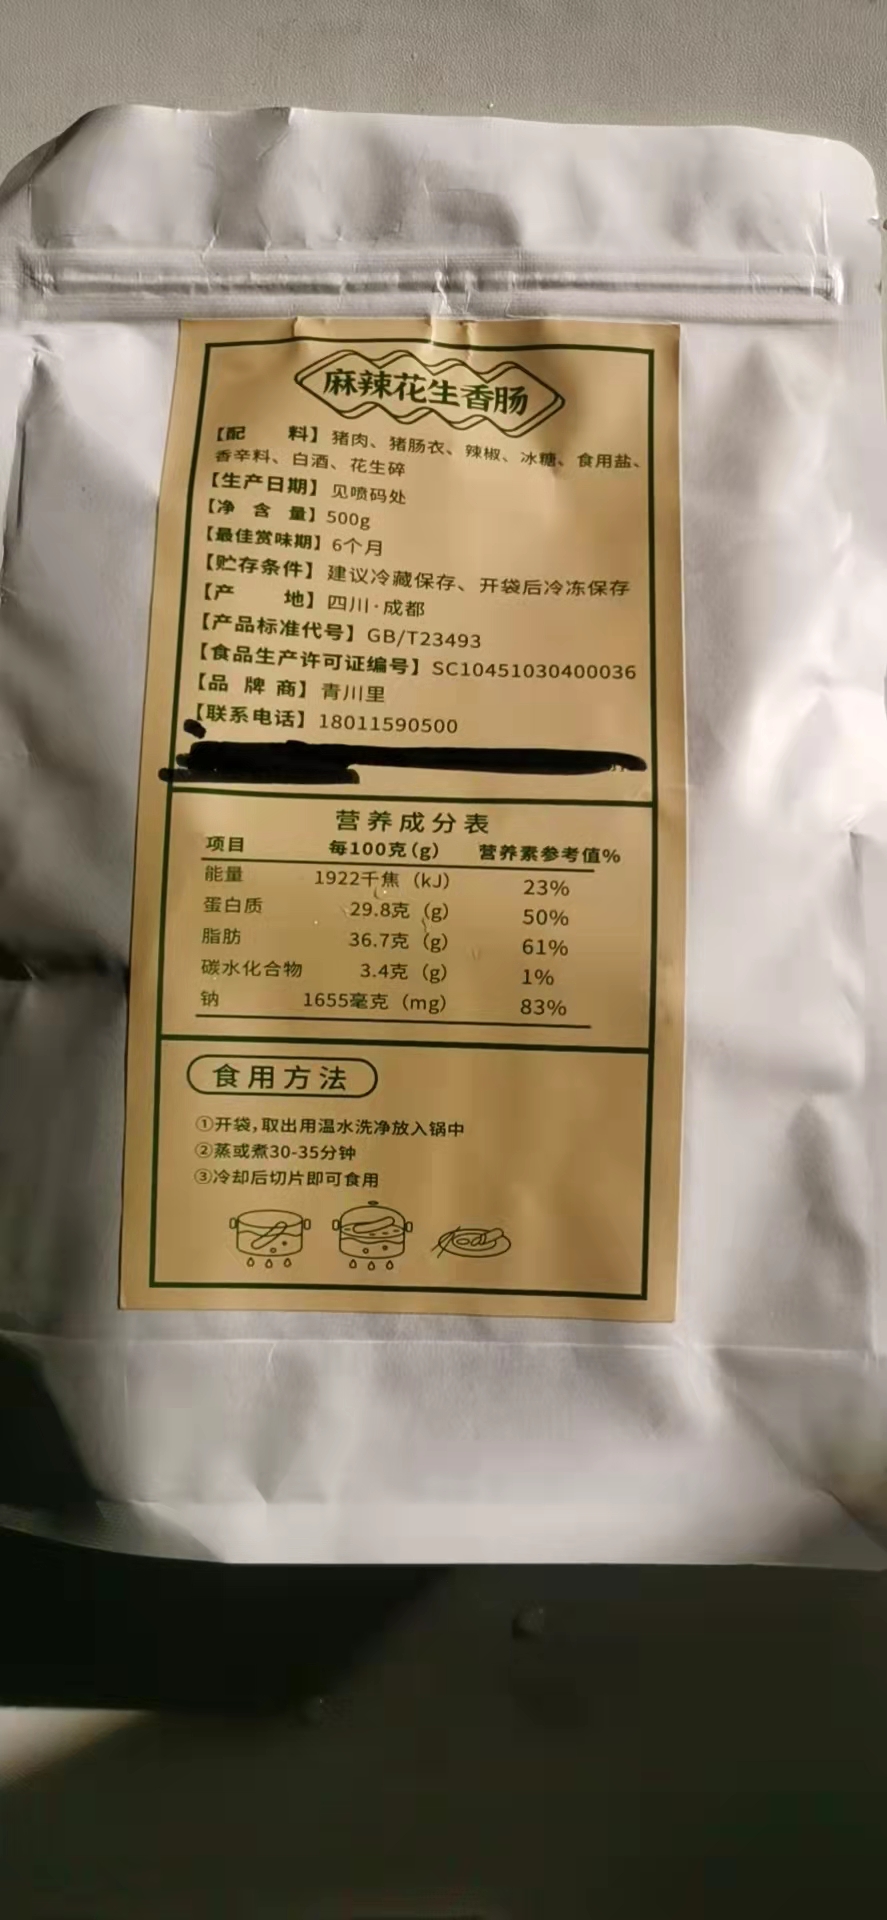 麻辣花生香肠
【配 料】猪肉、猪肠衣、辣椒、冰糖、食用盐、
香辛料、白酒、花生碎
【生产日期】见喷码处
【净含量】500g
【最佳赏味期】6个月
【贮存条件】建议冷藏保存、开袋后冷冻保存
【产 地】四川·成都
【产品标准代号】GB/T23493
【食品生产许可证编号】SC10451030400036
【品牌商】青川里
【联系电话】18011590500
营养成分表
项目 每100克(g) 营养素参考值%
能量 1922千焦（kJ） 23%
蛋白质 29.8克（g） 50%
脂肪 36.7克（g） 61%
碳水化合物 3.4克（g） 1%
钠 1655毫克（mg） 83%
食用方法
①开袋,取出用温水洗净放入锅中
②蒸或煮30-35分钟
③冷却后切片即可食用